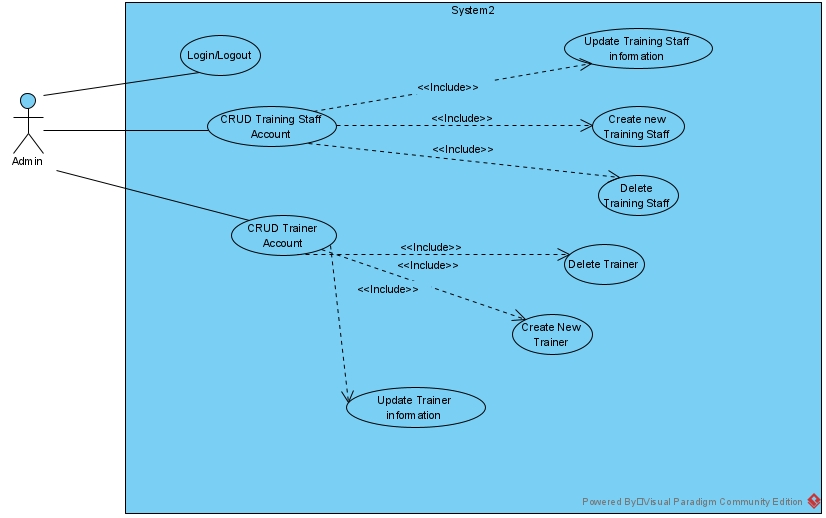 System2
Login/Logout
Update Training Staff
information
<<Include>>
CRUD Training Staff
Account
<<Include>>
Create new
Training Staff
<<Include>>
Admin
Delete
Training Staff
CRUD Trainer
Account
<<Include>>
Delete Trainer
<<Include>>
<<Include>>
Create New
Trainer
Update Trainer
information
Powered By Visual Paradigm Community Edition